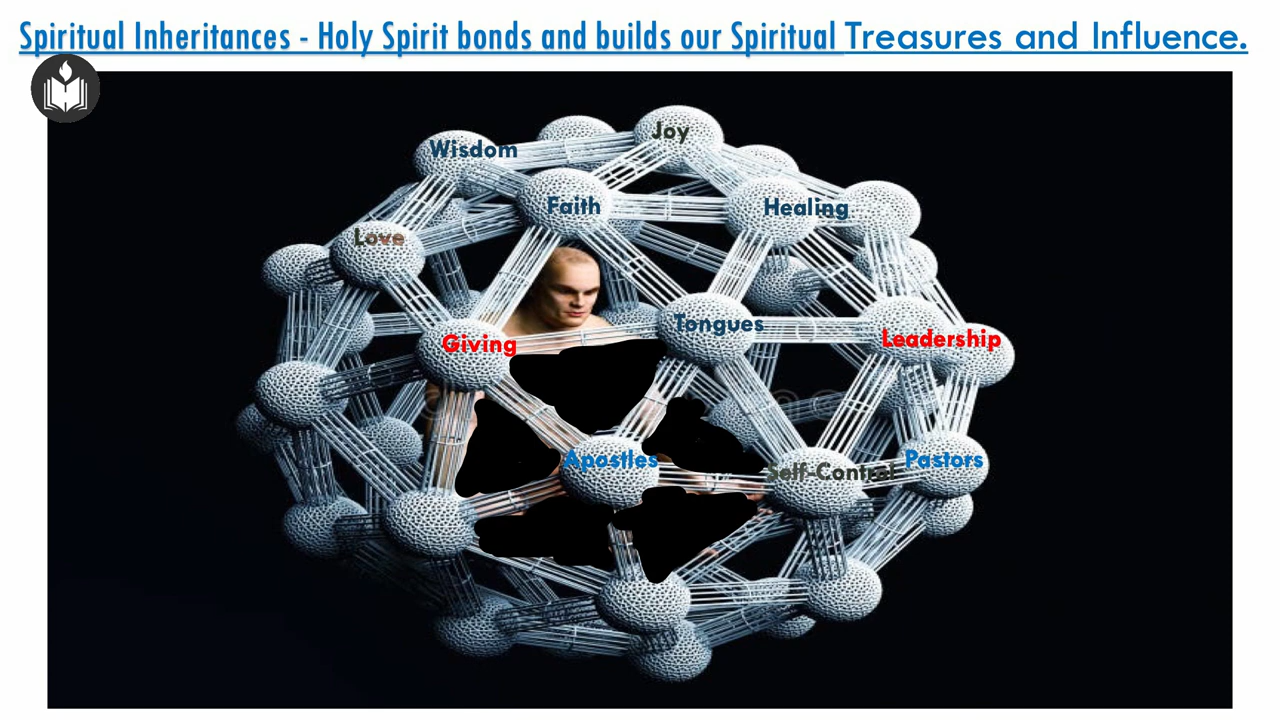 Spiritual Inheritances - Holy Spirit bonds and builds our Spiritual Treasures and Influence.
Joy
Wisdom
Faith
Healing
Love
Tongues
Giving
Leadership
Apostles
Self-Control
Pastors